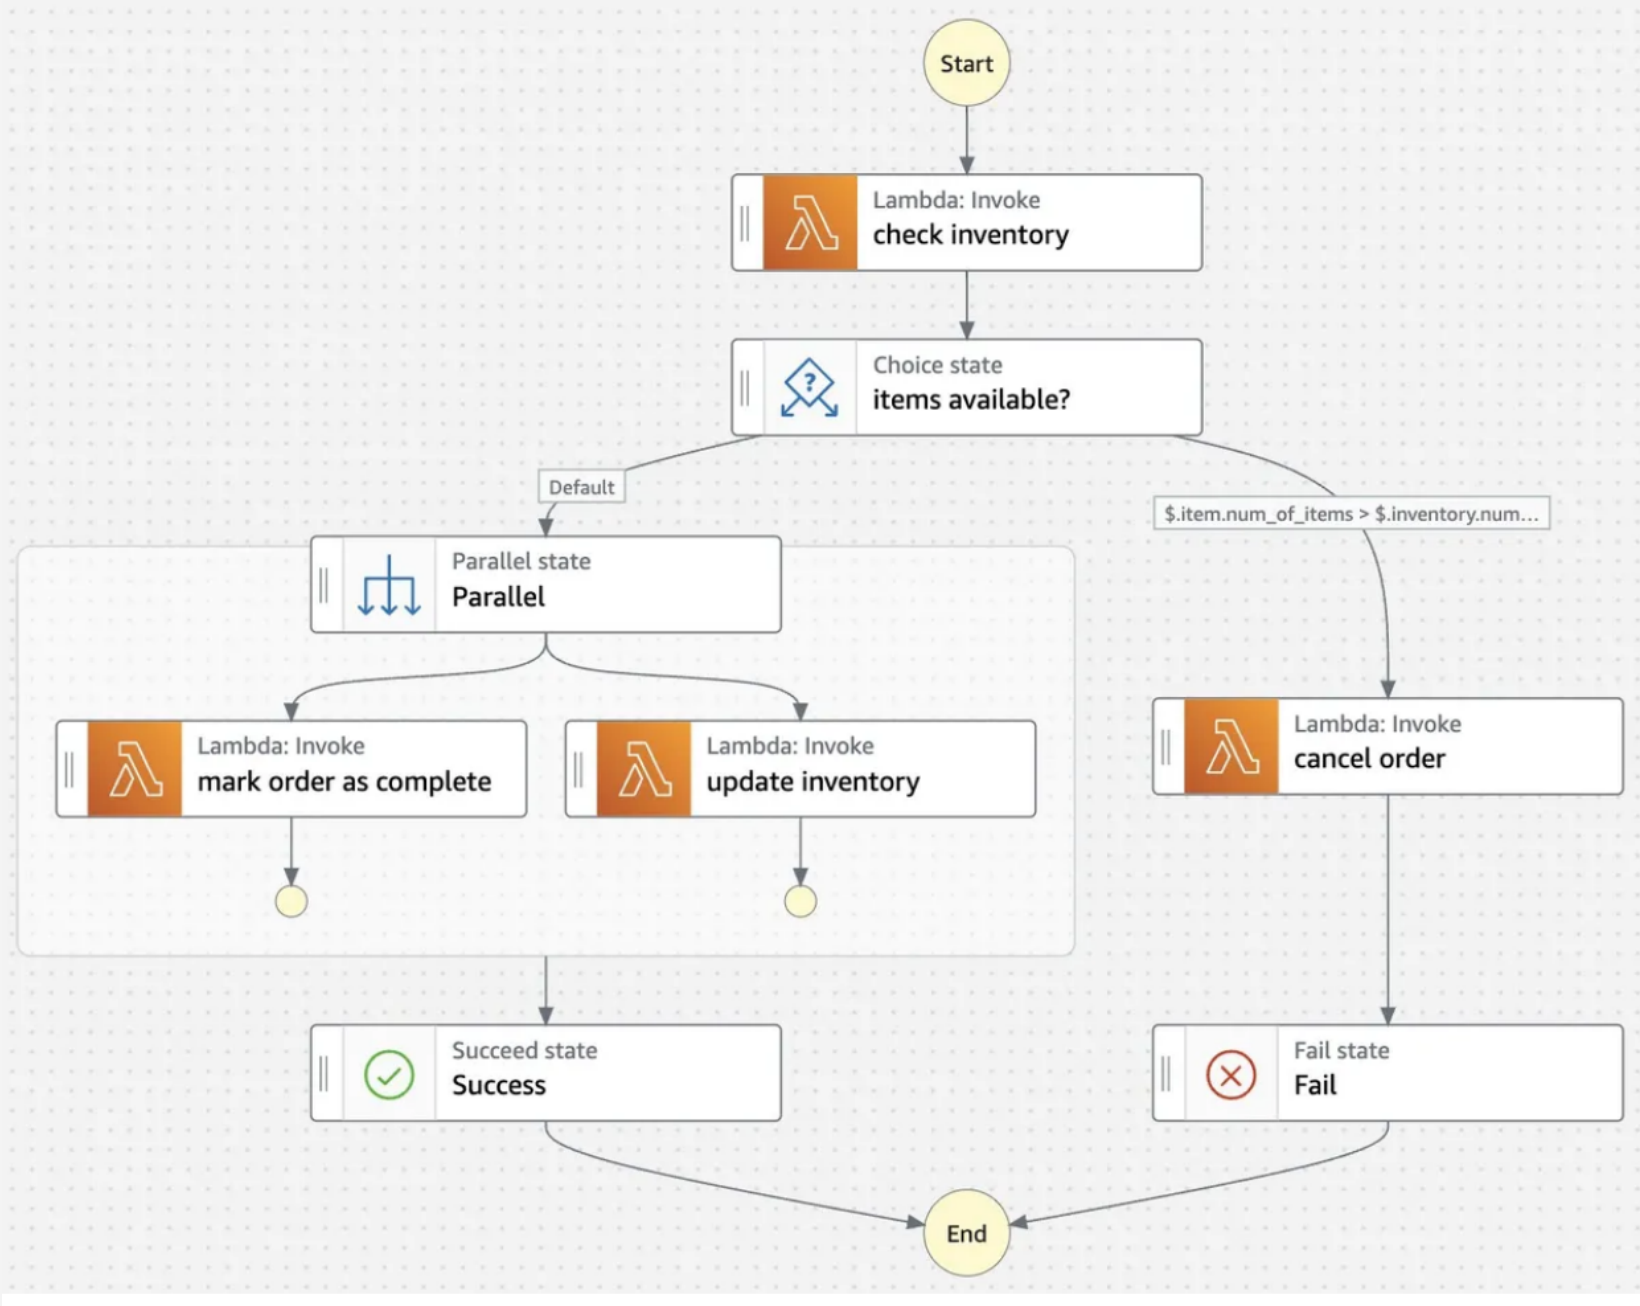 Start
Lambda: Invoke
check inventory
Choice state
?
items available?
Default
$.item.num_of_items > $.inventory.num...
Parallel state
Parallel
Lambda: Invoke
mark order as complete
Lambda: Invoke
update inventory
Lambda: Invoke
cancel order
Succeed state
Success
Fail state
Fail
End